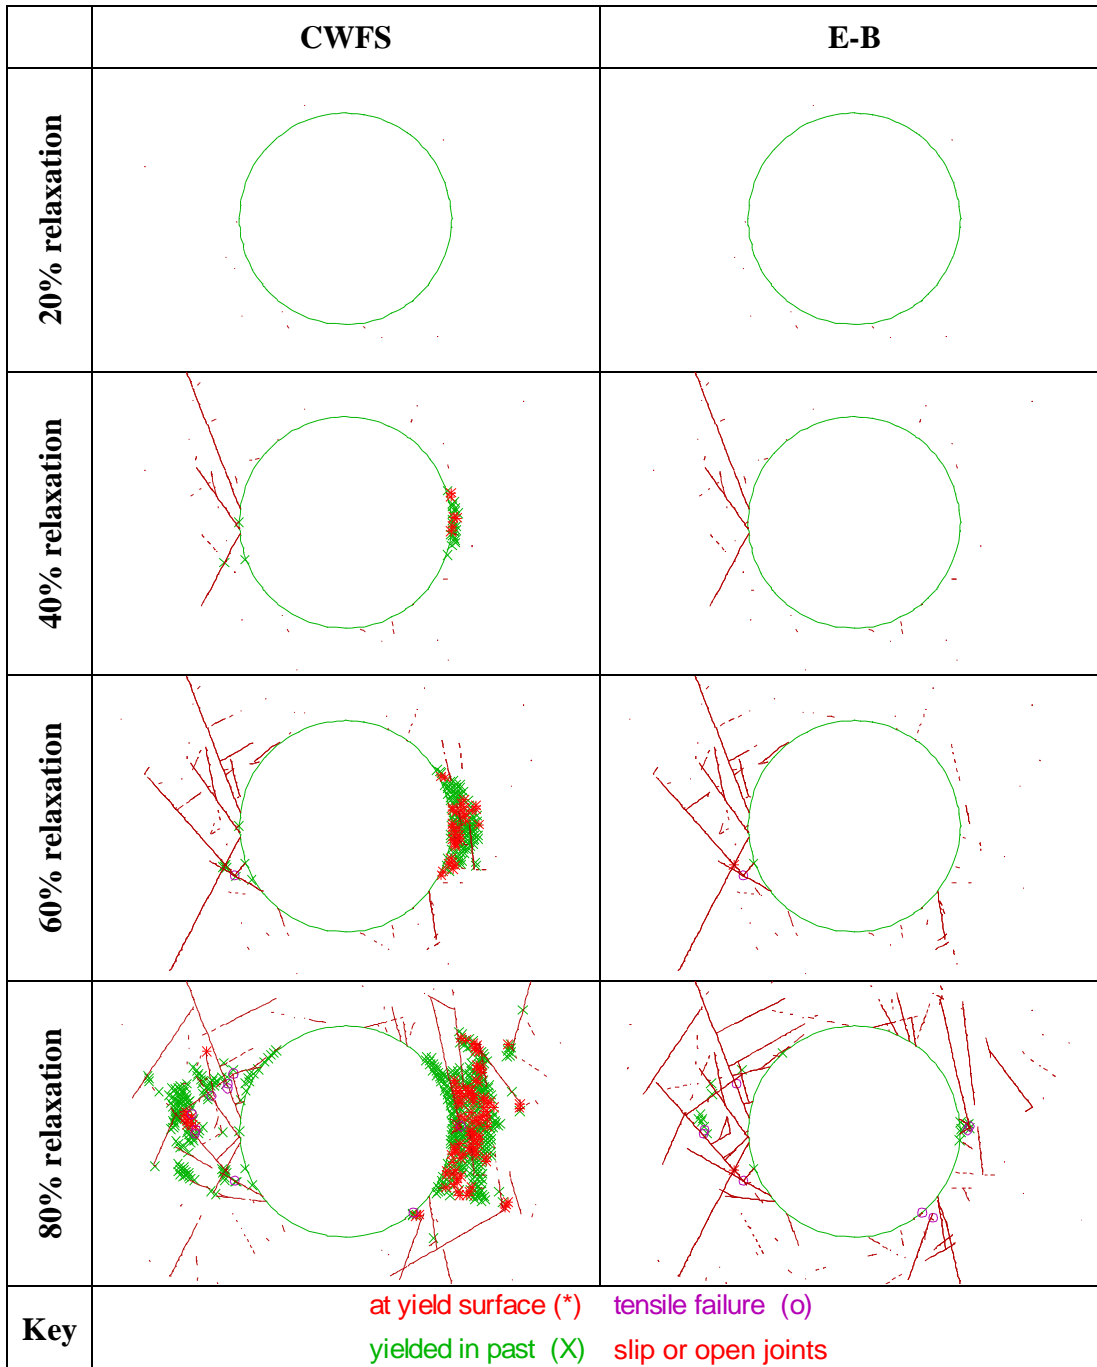 CWFS
E-B
20% relaxation
40% relaxation
60% relaxation
80% relaxation
Key
at yield surface (*) tensile failure (o)
yielded in past (X) slip or open joints